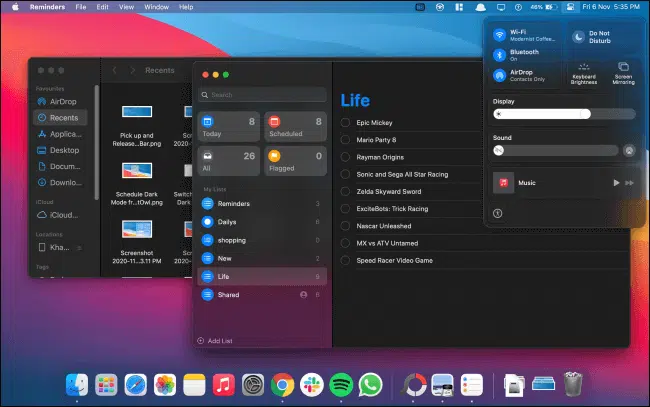 Reminders File Edit View Window Help
46% Fri 6 Nov 5:35 PM
Favourites
AirDrop
Recents
Applica...
Desktop
Docum...
Downlo...
iCloud
iCloud...
Locations
Kha...
Tags
Recents
Pick up and
Release...Bar.png
Schedule Dark
Mode fr...tOwl.png
Switch
Dark
Screenshot
2020-11...3.11 PM
Scree
2020-11
Search
Today 8
Scheduled 8
All 26
Flagged 0
My Lists
Reminders 3
Dailys 6
shopping 0
New 2
Life 9
Shared 6
Add List
Life
Epic Mickey
Mario Party 8
Rayman Origins
Sonic and Sega All Star Racing
Zelda Skyward Sword
ExciteBots: Trick Racing
Nascar Unleashed
MX vs ATV Untamed
Speed Racer Video Game
Wi-Fi
Modernist Coffee...
Bluetooth
On
AirDrop
Contacts Only
Do Not
Disturb
Keyboard
Brightness
Screen
Mirroring
Display
Sound
Music